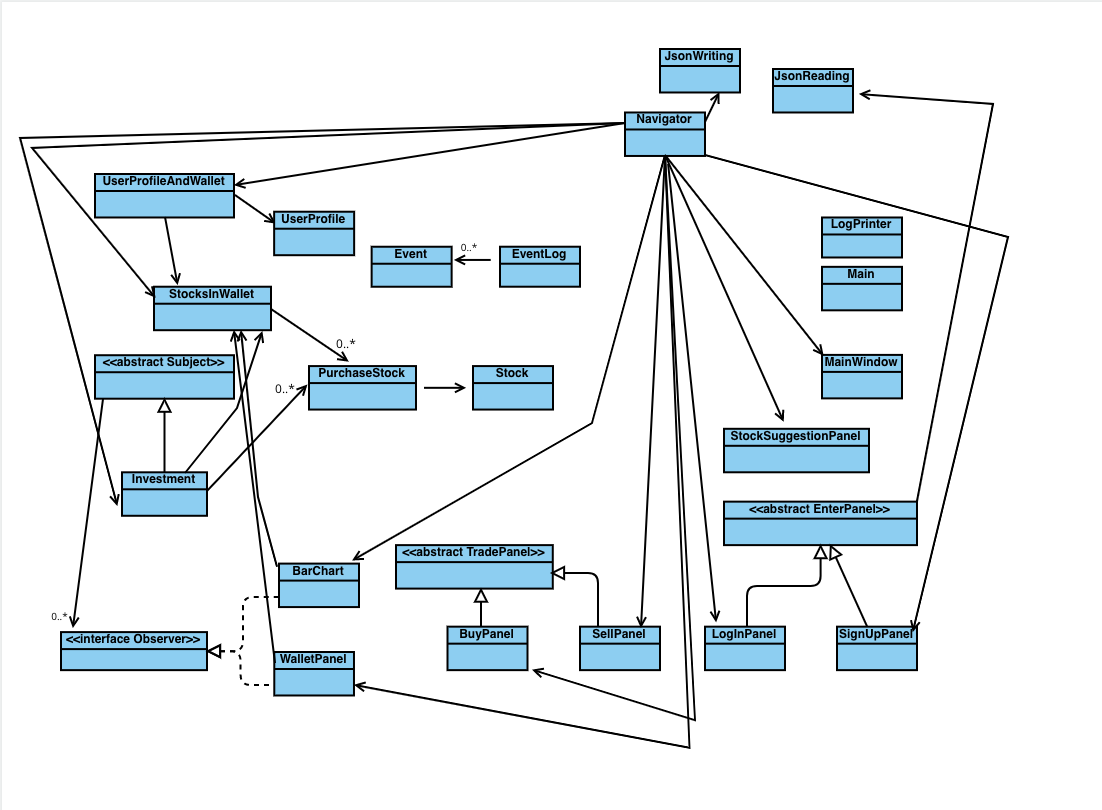 JsonWriting
JsonReading
Navigator
UserProfileAndWallet
UserProfile
LogPrinter
Event
0..*
EventLog
Main
StocksInWallet
0..*
<<abstract Subject>>
MainWindow
PurchaseStock
Stock
0..*
StockSuggestionPanel
Investment
<<abstract EnterPanel>>
<<abstract TradePanel>>
BarChart
0..*
<<interface Observer>>
BuyPanel
SellPanel
LogInPanel
SignUpPanel
WalletPanel